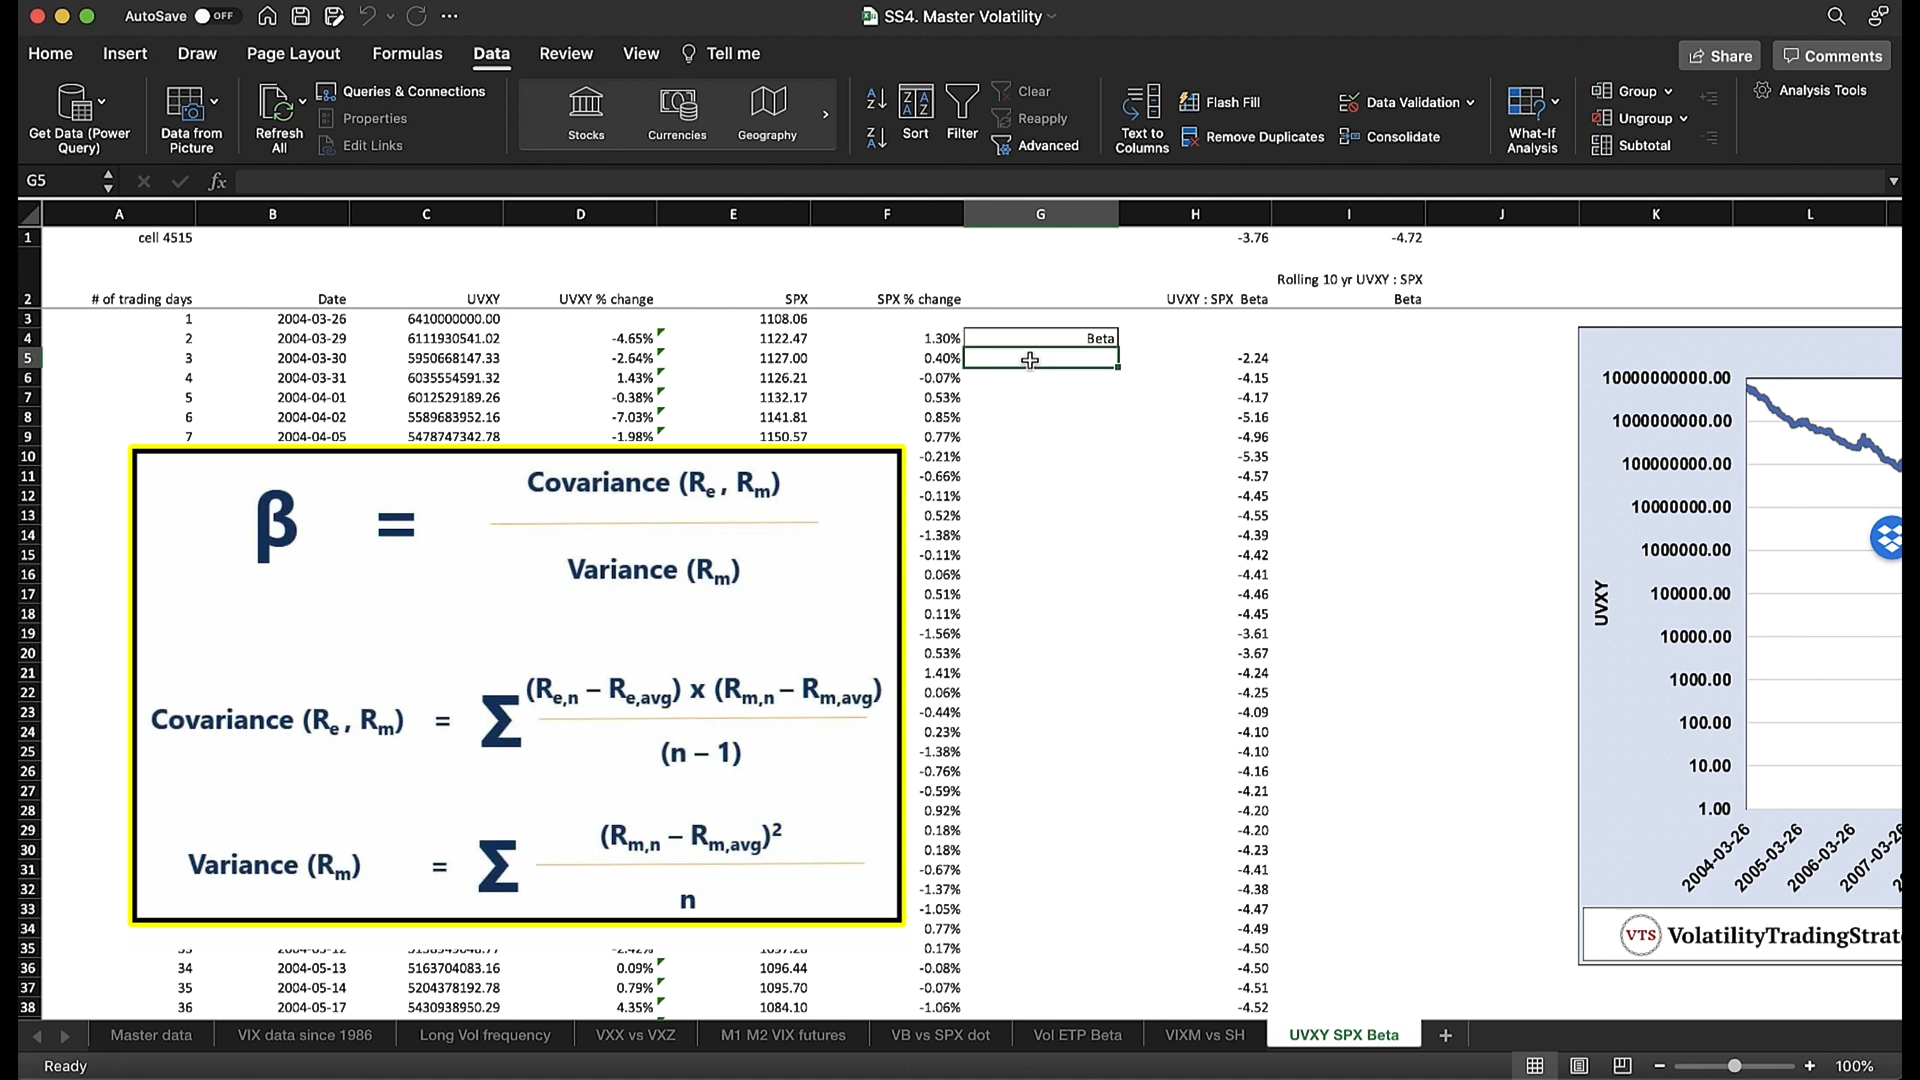 AutoSave OFF SS4. Master Volatility
Home Insert Draw Page Layout Formulas Data Review View Tell me Share Comments
Get Data (Power Query) Data from Picture Refresh All Queries & Connections Properties Edit Links Stocks Currencies Geography Sort Filter Clear Reapply Advanced Text to Columns Flash Fill Remove Duplicates Data Validation Consolidate What-If Analysis Group Ungroup Subtotal Analysis Tools
G5 fx
A B C D E F G H I J K L
1 cell 4515 -3.76 -4.72
2 # of trading days Date UVXY UVXY % change SPX SPX % change UVXY : SPX Beta Rolling 10 yr UVXY : SPX Beta
3 1 2004-03-26 6410000000.00 1108.06
4 2 2004-03-29 6111930541.02 -4.65% 1122.47 1.30% Beta
5 3 2004-03-30 5950668147.33 -2.64% 1127.00 0.40% -2.24
6 4 2004-03-31 6035554591.32 1.43% 1126.21 -0.07% -4.15
7 5 2004-04-01 6012529189.26 -0.38% 1132.17 0.53% -4.17
8 6 2004-04-02 5589683952.16 -7.03% 1141.81 0.85% -5.16
9 7 2004-04-05 5478747342.78 -1.98% 1150.57 0.77% -4.96
10 -0.21% -5.35
11 -0.66% -4.57
12 -0.11% -4.45
13 0.52% -4.55
14 -1.38% -4.39
15 -0.11% -4.42
16 0.06% -4.41
17 0.51% -4.46
18 0.11% -4.45
19 -1.56% -3.61
20 0.53% -3.67
21 1.41% -4.24
22 0.06% -4.25
23 -0.44% -4.09
24 0.23% -4.10
25 -1.38% -4.10
26 -0.76% -4.16
27 -0.59% -4.21
28 0.92% -4.20
29 0.18% -4.20
30 0.18% -4.23
31 -0.67% -4.41
32 -1.37% -4.38
33 -1.05% -4.47
34 0.77% -4.49
35 0.17% -4.50
36 34 2004-05-13 5163704083.16 0.09% 1096.44 -0.08% -4.50
37 35 2004-05-14 5204378192.78 0.79% 1095.70 -0.07% -4.51
38 36 2004-05-17 5430938950.29 4.35% 1084.10 -1.06% -4.52
β = Covariance (Re , Rm)
Variance (Rm)
Covariance (Re , Rm) = Σ (Re,n – Re,avg) x (Rm,n – Rm,avg)
(n – 1)
Variance (Rm) = Σ (Rm,n – Rm,avg)²
n
UVXY
10000000000.00
1000000000.00
100000000.00
10000000.00
1000000.00
100000.00
10000.00
1000.00
100.00
10.00
1.00
2004-03-26
2005-03-26
2006-03-26
VTS VolatilityTradingStrat
Master data VIX data since 1986 Long Vol frequency VXX vs VXZ M1 M2 VIX futures VB vs SPX dot Vol ETP Beta VIXM vs SH UVXY SPX Beta +
Ready 100%